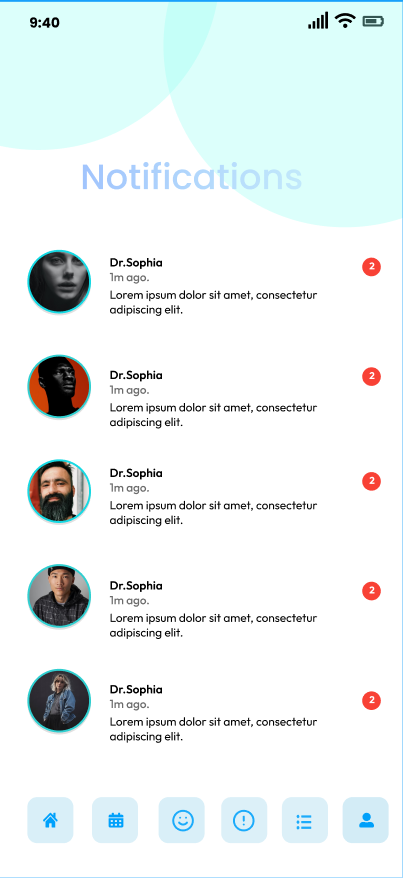 9:40
Notifications
Dr.Sophia
2
1m ago.
Lorem ipsum dolor sit amet, consectetur
adipiscing elit.
Dr.Sophia
2
1m ago.
Lorem ipsum dolor sit amet, consectetur
adipiscing elit.
Dr.Sophia
2
1m ago.
Lorem ipsum dolor sit amet, consectetur
adipiscing elit.
Dr.Sophia
2
1m ago.
Lorem ipsum dolor sit amet, consectetur
adipiscing elit.
Dr.Sophia
2
1m ago.
Lorem ipsum dolor sit amet, consectetur
adipiscing elit.